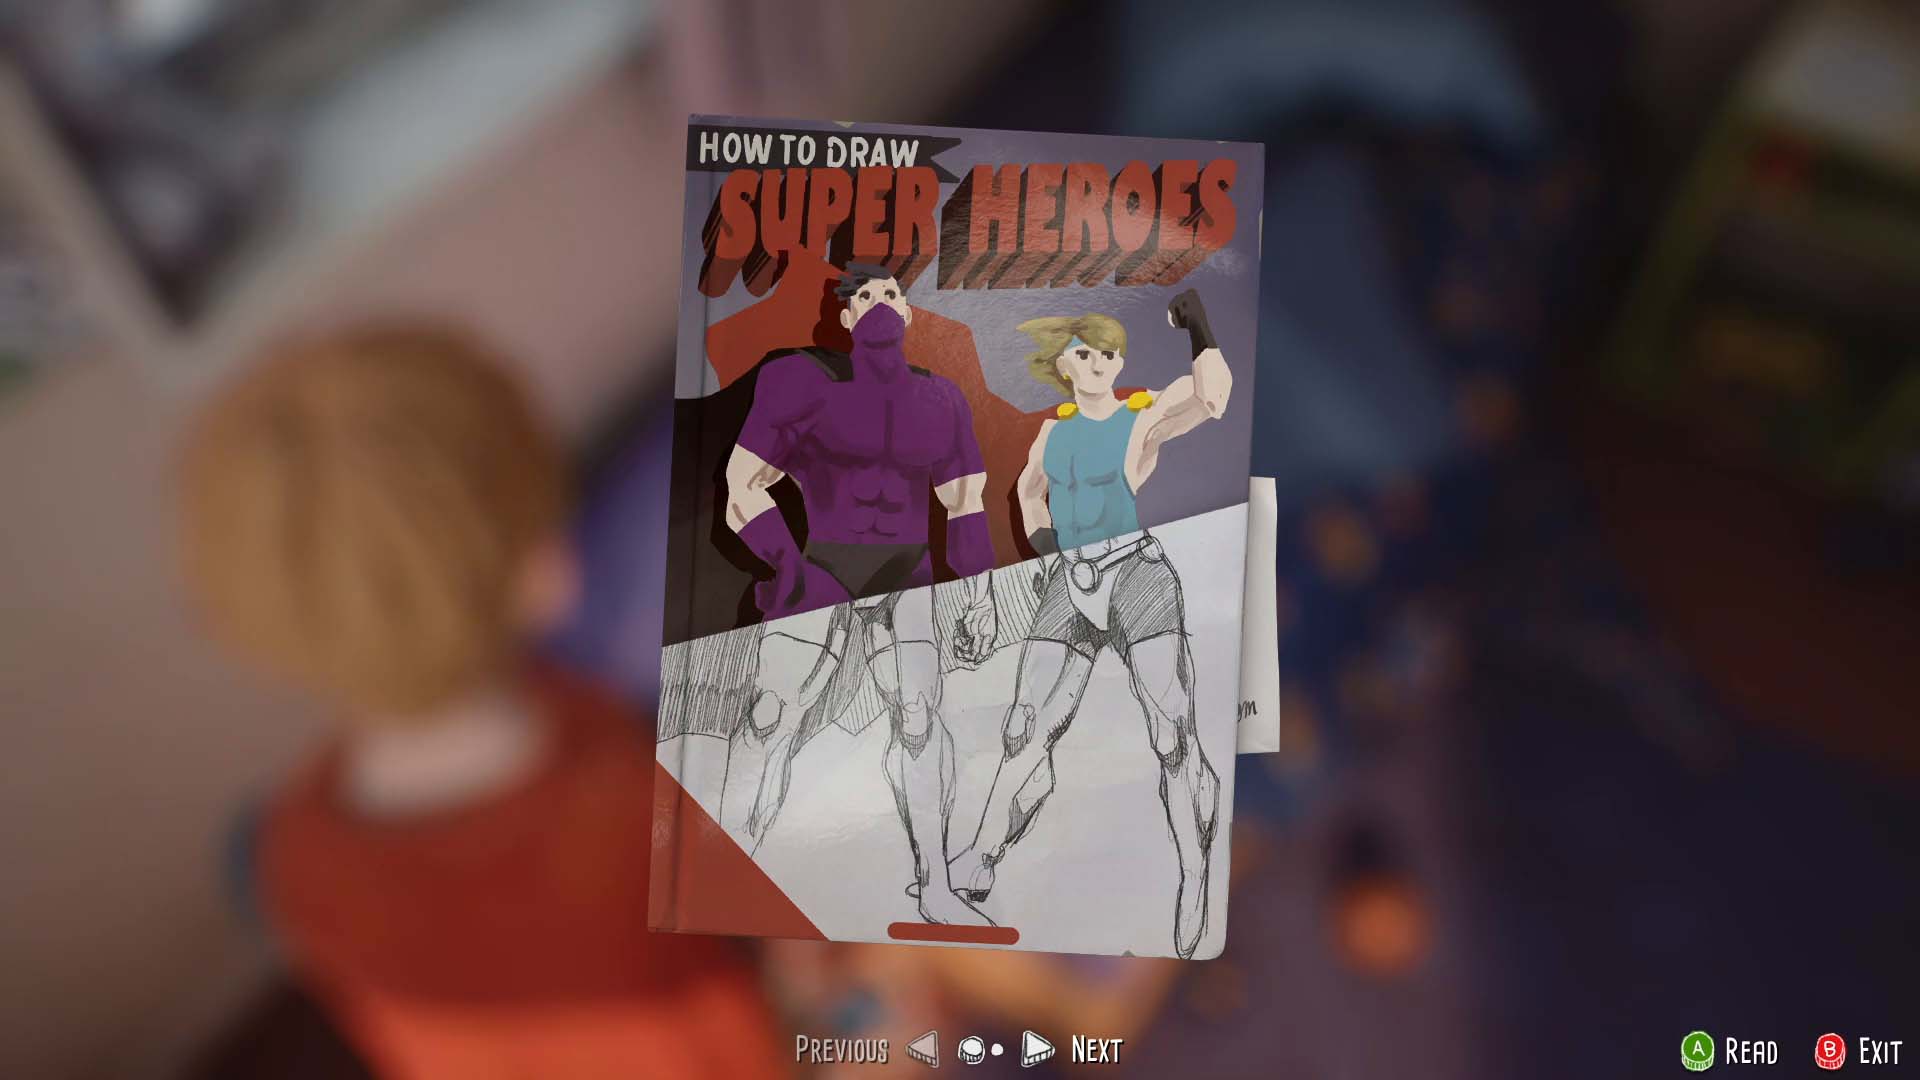 HOW TO DRAW
SUPER HEROES
PREVIOUS
NEXT
A READ
B EXIT